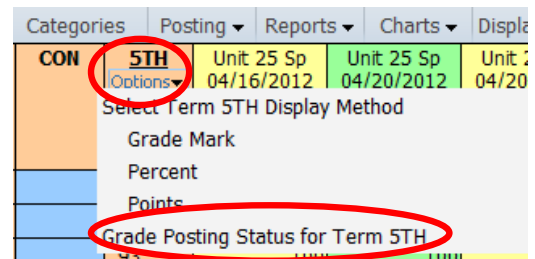 Categories Posting Reports Charts Displa
CON 5TH Unit 25 Sp Unit 25 Sp Unit 2
Options 04/16/2012 04/20/2012 04/20
Select Term 5TH Display Method
Grade Mark
Percent
Points
Grade Posting Status for Term 5TH